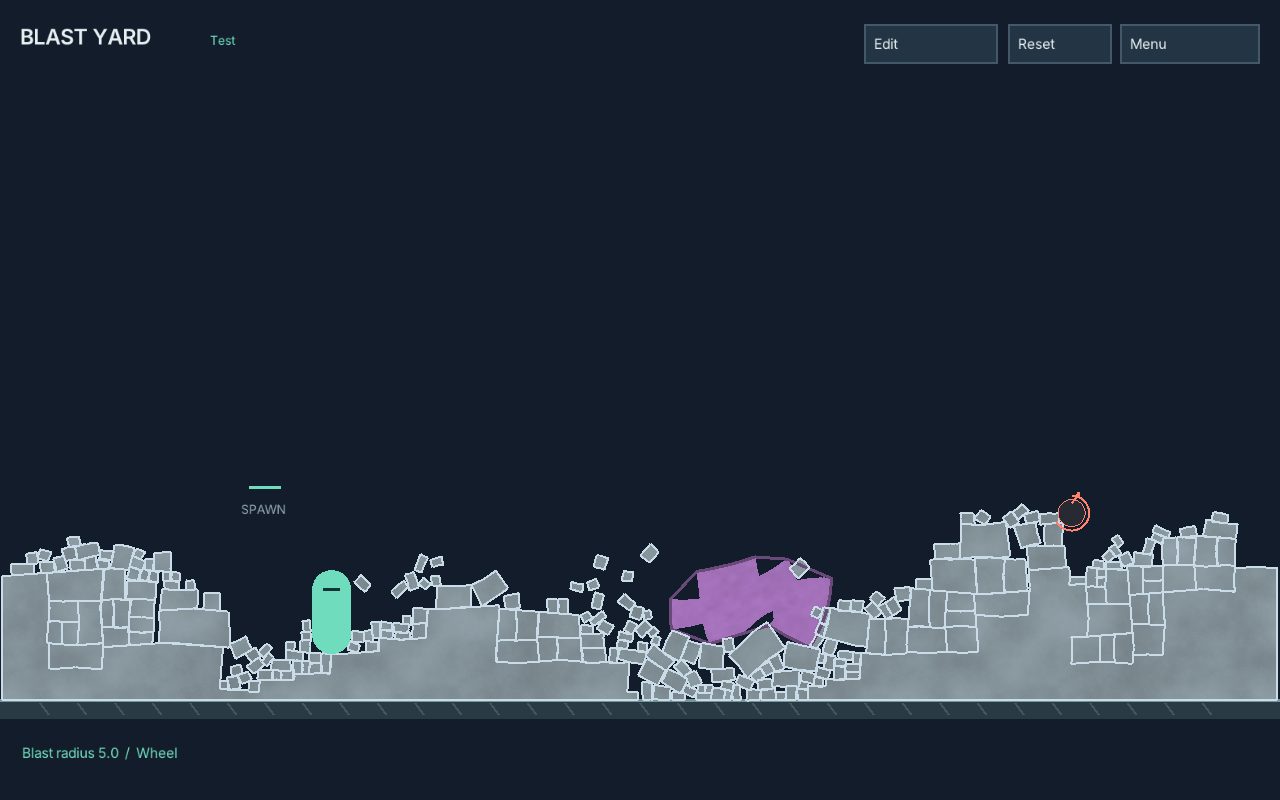 BLAST YARD
Test
Edit
Reset
Menu
SPAWN
Blast radius 5.0 / Wheel